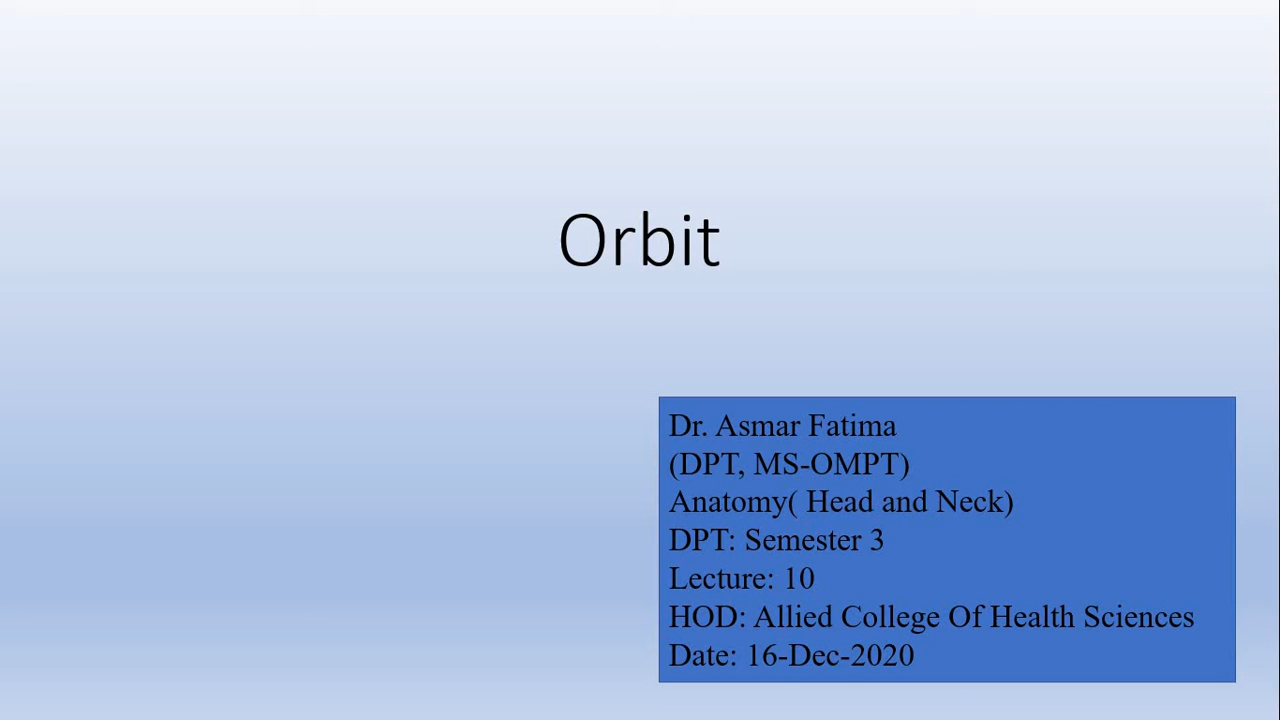 Orbit
Dr. Asmar Fatima
(DPT, MS-OMPT)
Anatomy( Head and Neck)
DPT: Semester 3
Lecture: 10
HOD: Allied College Of Health Sciences
Date: 16-Dec-2020